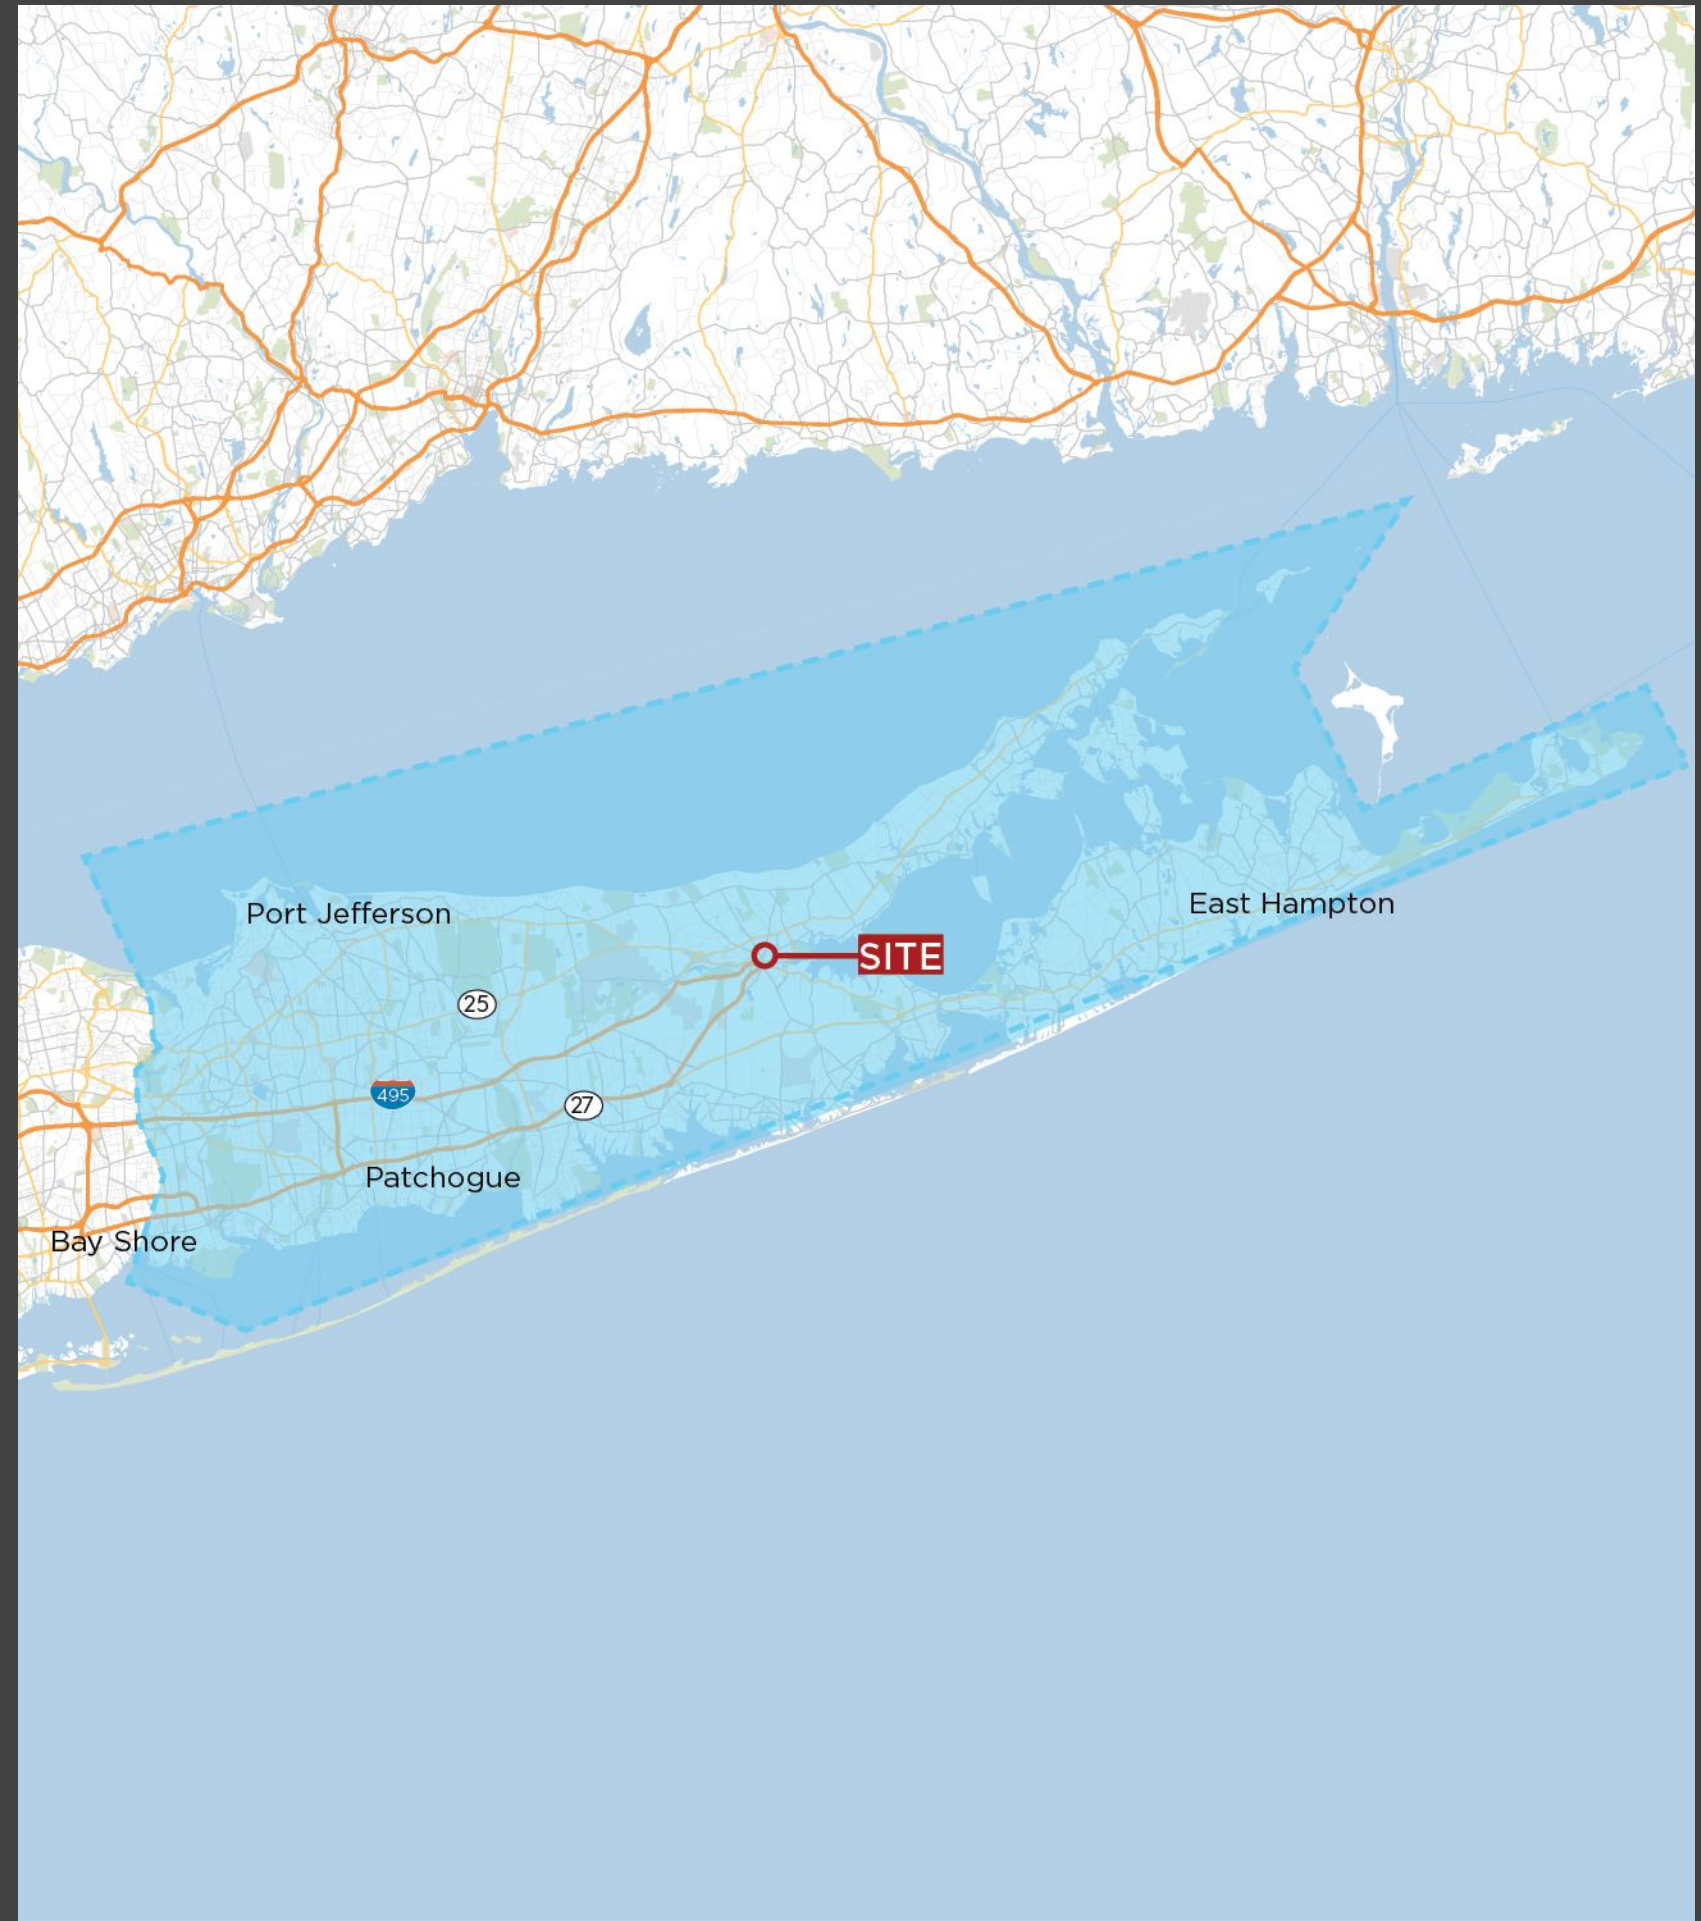 East Hampton
Port Jefferson
SITE
25
495
27
Patchogue
Bay Shore